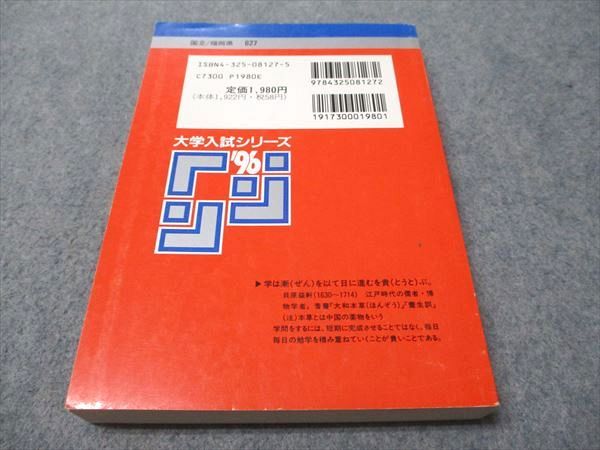 国立/福岡県 627
ISBN4-325-08127-5
C7300 P1980E
定価1,980円
(本体1,922円・税58円)
9784325081272
1917300019801
大学入試シリーズ
'96
▶学は漸(ぜん)を以て日に進むを貴(とうと)ぶ。
貝原益軒(1630―1714) 江戸時代の儒者・博
物学者。著書『大和本草(ほんぞう)』『養生訓』
(注)本草とは中国の薬物をいう
学問をするには、短期に完成させることではなく、毎日
毎日の勉学を積み重ねていくことが貴いことである。